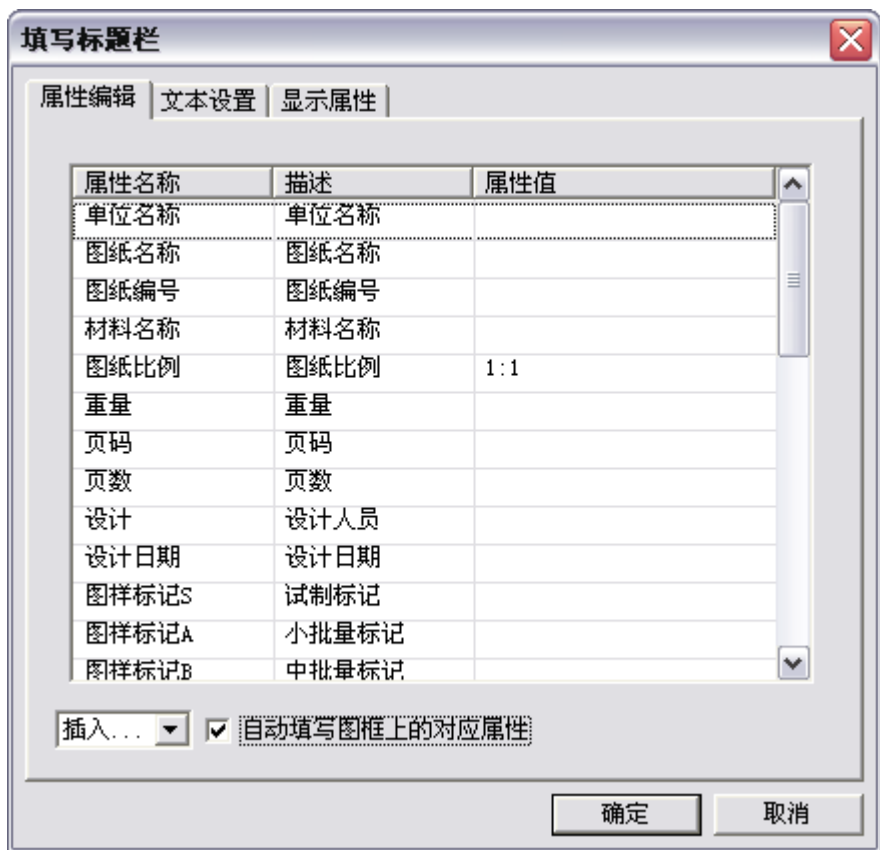 填写标题栏
属性编辑 文本设置 显示属性
属性名称 描述 属性值
单位名称 单位名称
图纸名称 图纸名称
图纸编号 图纸编号
材料名称 材料名称
图纸比例 图纸比例 1:1
重量 重量
页码 页码
页数 页数
设计 设计人员
设计日期 设计日期
图样标记S 试制标记
图样标记A 小批量标记
图样标记B 中批量标记
插入... 自动填写图框上的对应属性
确定 取消